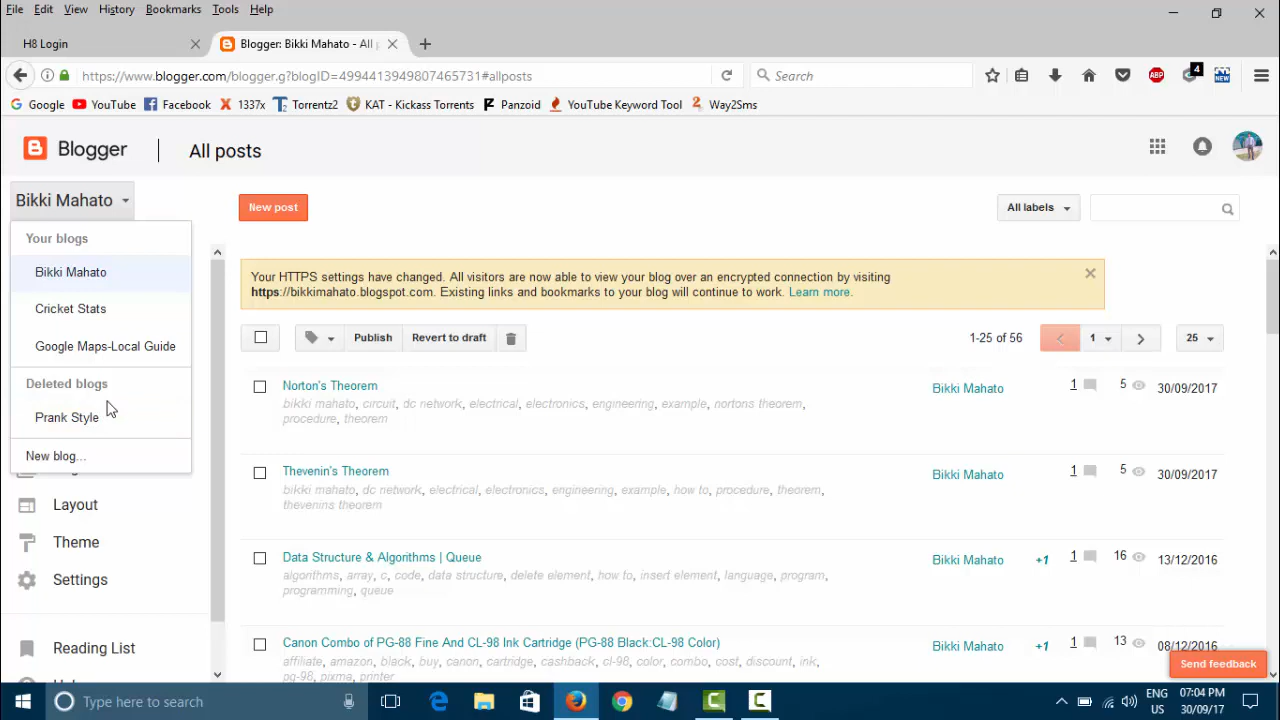 File Edit View History Bookmarks Tools Help
H8 Login
Blogger: Bikki Mahato - All p
https://www.blogger.com/blogger.g?blogID=4994413949807465731#allposts
Search
4
ABP
NEW
Google YouTube Facebook 1337x Torrentz2 KAT - Kickass Torrents Panzoid YouTube Keyword Tool Way2Sms
Blogger
All posts
Bikki Mahato
New post
All labels
Your blogs
Bikki Mahato
Cricket Stats
Google Maps-Local Guide
Deleted blogs
Prank Style
New blog...
Layout
Theme
Settings
Reading List
Your HTTPS settings have changed. All visitors are now able to view your blog over an encrypted connection by visiting
https://bikkimahato.blogspot.com. Existing links and bookmarks to your blog will continue to work. Learn more.
Publish Revert to draft
1-25 of 56
1
25
Norton's Theorem
bikki mahato, circuit, dc network, electrical, electronics, engineering, example, nortons theorem,
procedure, theorem
Bikki Mahato 1 5 30/09/2017
Thevenin's Theorem
bikki mahato, dc network, electrical, electronics, engineering, example, how to, procedure, theorem,
thevenins theorem
Bikki Mahato 1 5 30/09/2017
Data Structure & Algorithms | Queue
algorithms, array, c, code, data structure, delete element, how to, insert element, language, program,
programming, queue
Bikki Mahato +1 1 16 13/12/2016
Canon Combo of PG-88 Fine And CL-98 Ink Cartridge (PG-88 Black:CL-98 Color)
affiliate, amazon, black, buy, canon, cartridge, cashback, cl-98, color, combo, cost, discount, ink,
pg-98, pixma, printer
Bikki Mahato +1 1 13 08/12/2016
Send feedback
Type here to search
ENG
US
07:04 PM
30/09/17